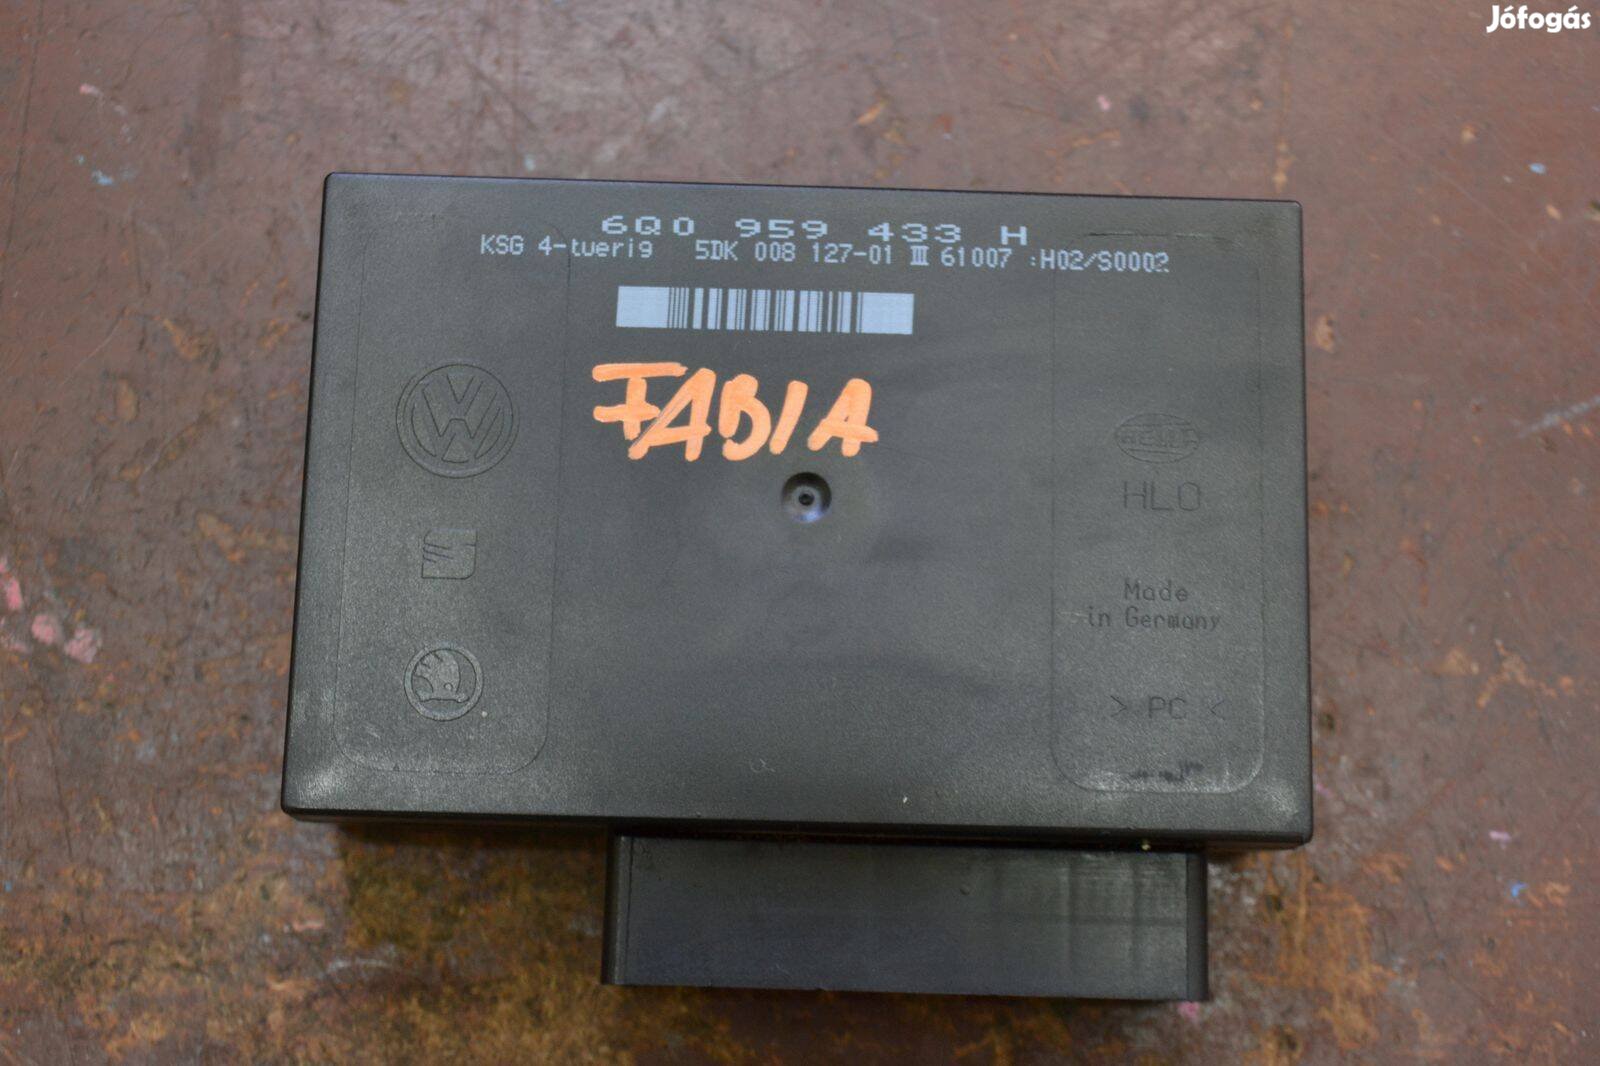 Jófogás
6Q0 959 433 H
KSG 4-tuerig 5DK 008 127-01 III 61007 :H02/S0002
FABIA
HELLA
HLO
Made
in Germany
> PC <